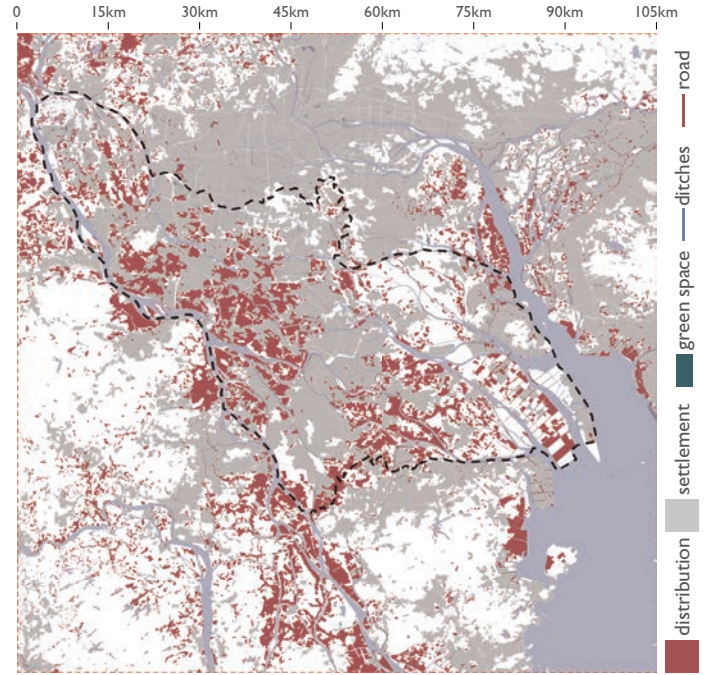 0 15km 30km 45km 60km 75km 90km 105km
road
ditches
green space
settlement
distribution